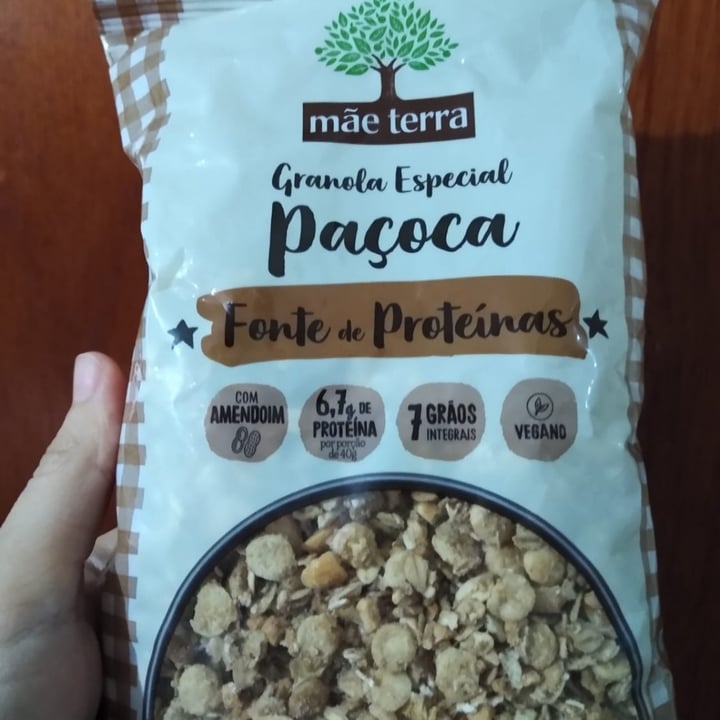 mãe terra
Granola Especial
Paçoca
Fonte de Proteínas
COM
AMENDOIM
6,7g DE
PROTEÍNA
por porção
de 40g
7 GRÃOS
INTEGRAIS
VEGANO